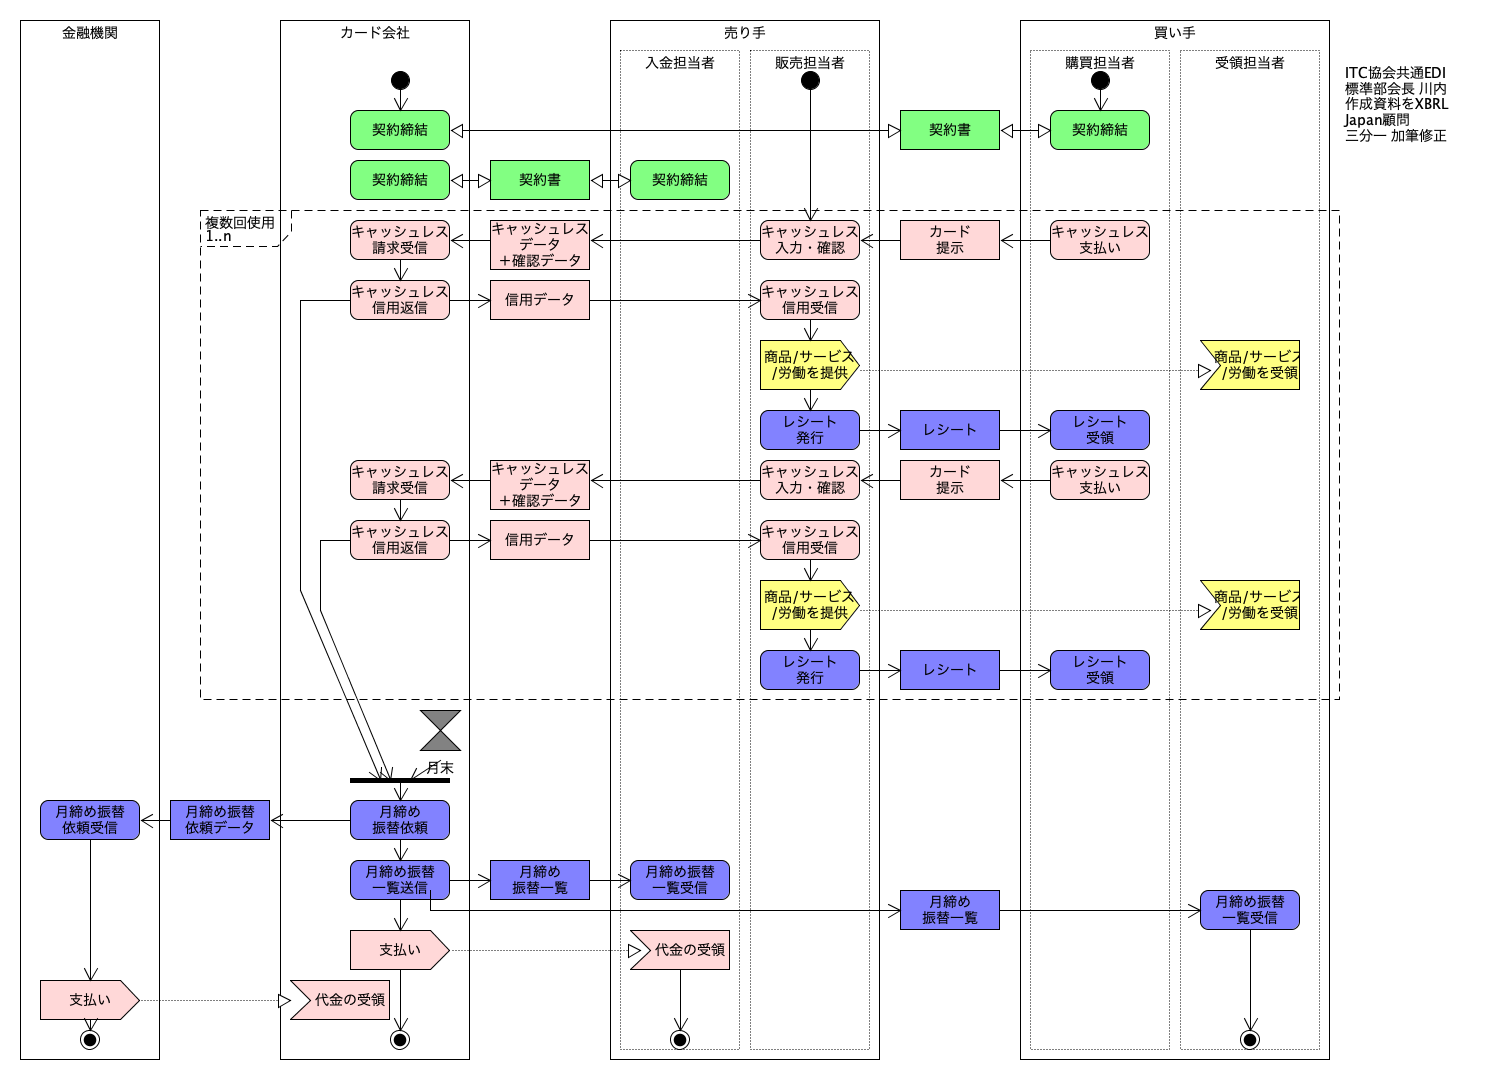 金融機関
カード会社
売り手
買い手
入金担当者
販売担当者
購買担当者
受領担当者
ITC協会共通EDI
標準部会長 川内
作成資料をXBRL
Japan顧問
三分一 加筆修正
契約締結
契約書
契約締結
契約締結
契約書
契約締結
複数回使用
1..n
キャッシュレス
請求受信
キャッシュレス
データ
＋確認データ
キャッシュレス
入力・確認
カード
提示
キャッシュレス
支払い
キャッシュレス
信用返信
信用データ
キャッシュレス
信用受信
商品/サービス
/労働を提供
商品/サービス
/労働を受領
レシート
発行
レシート
レシート
受領
キャッシュレス
請求受信
キャッシュレス
データ
＋確認データ
キャッシュレス
入力・確認
カード
提示
キャッシュレス
支払い
キャッシュレス
信用返信
信用データ
キャッシュレス
信用受信
商品/サービス
/労働を提供
商品/サービス
/労働を受領
レシート
発行
レシート
レシート
受領
月末
月締め振替
依頼受信
月締め振替
依頼データ
月締め
振替依頼
月締め振替
一覧送信
月締め
振替一覧
月締め振替
一覧受信
月締め
振替一覧
月締め振替
一覧受信
支払い
代金の受領
支払い
代金の受領